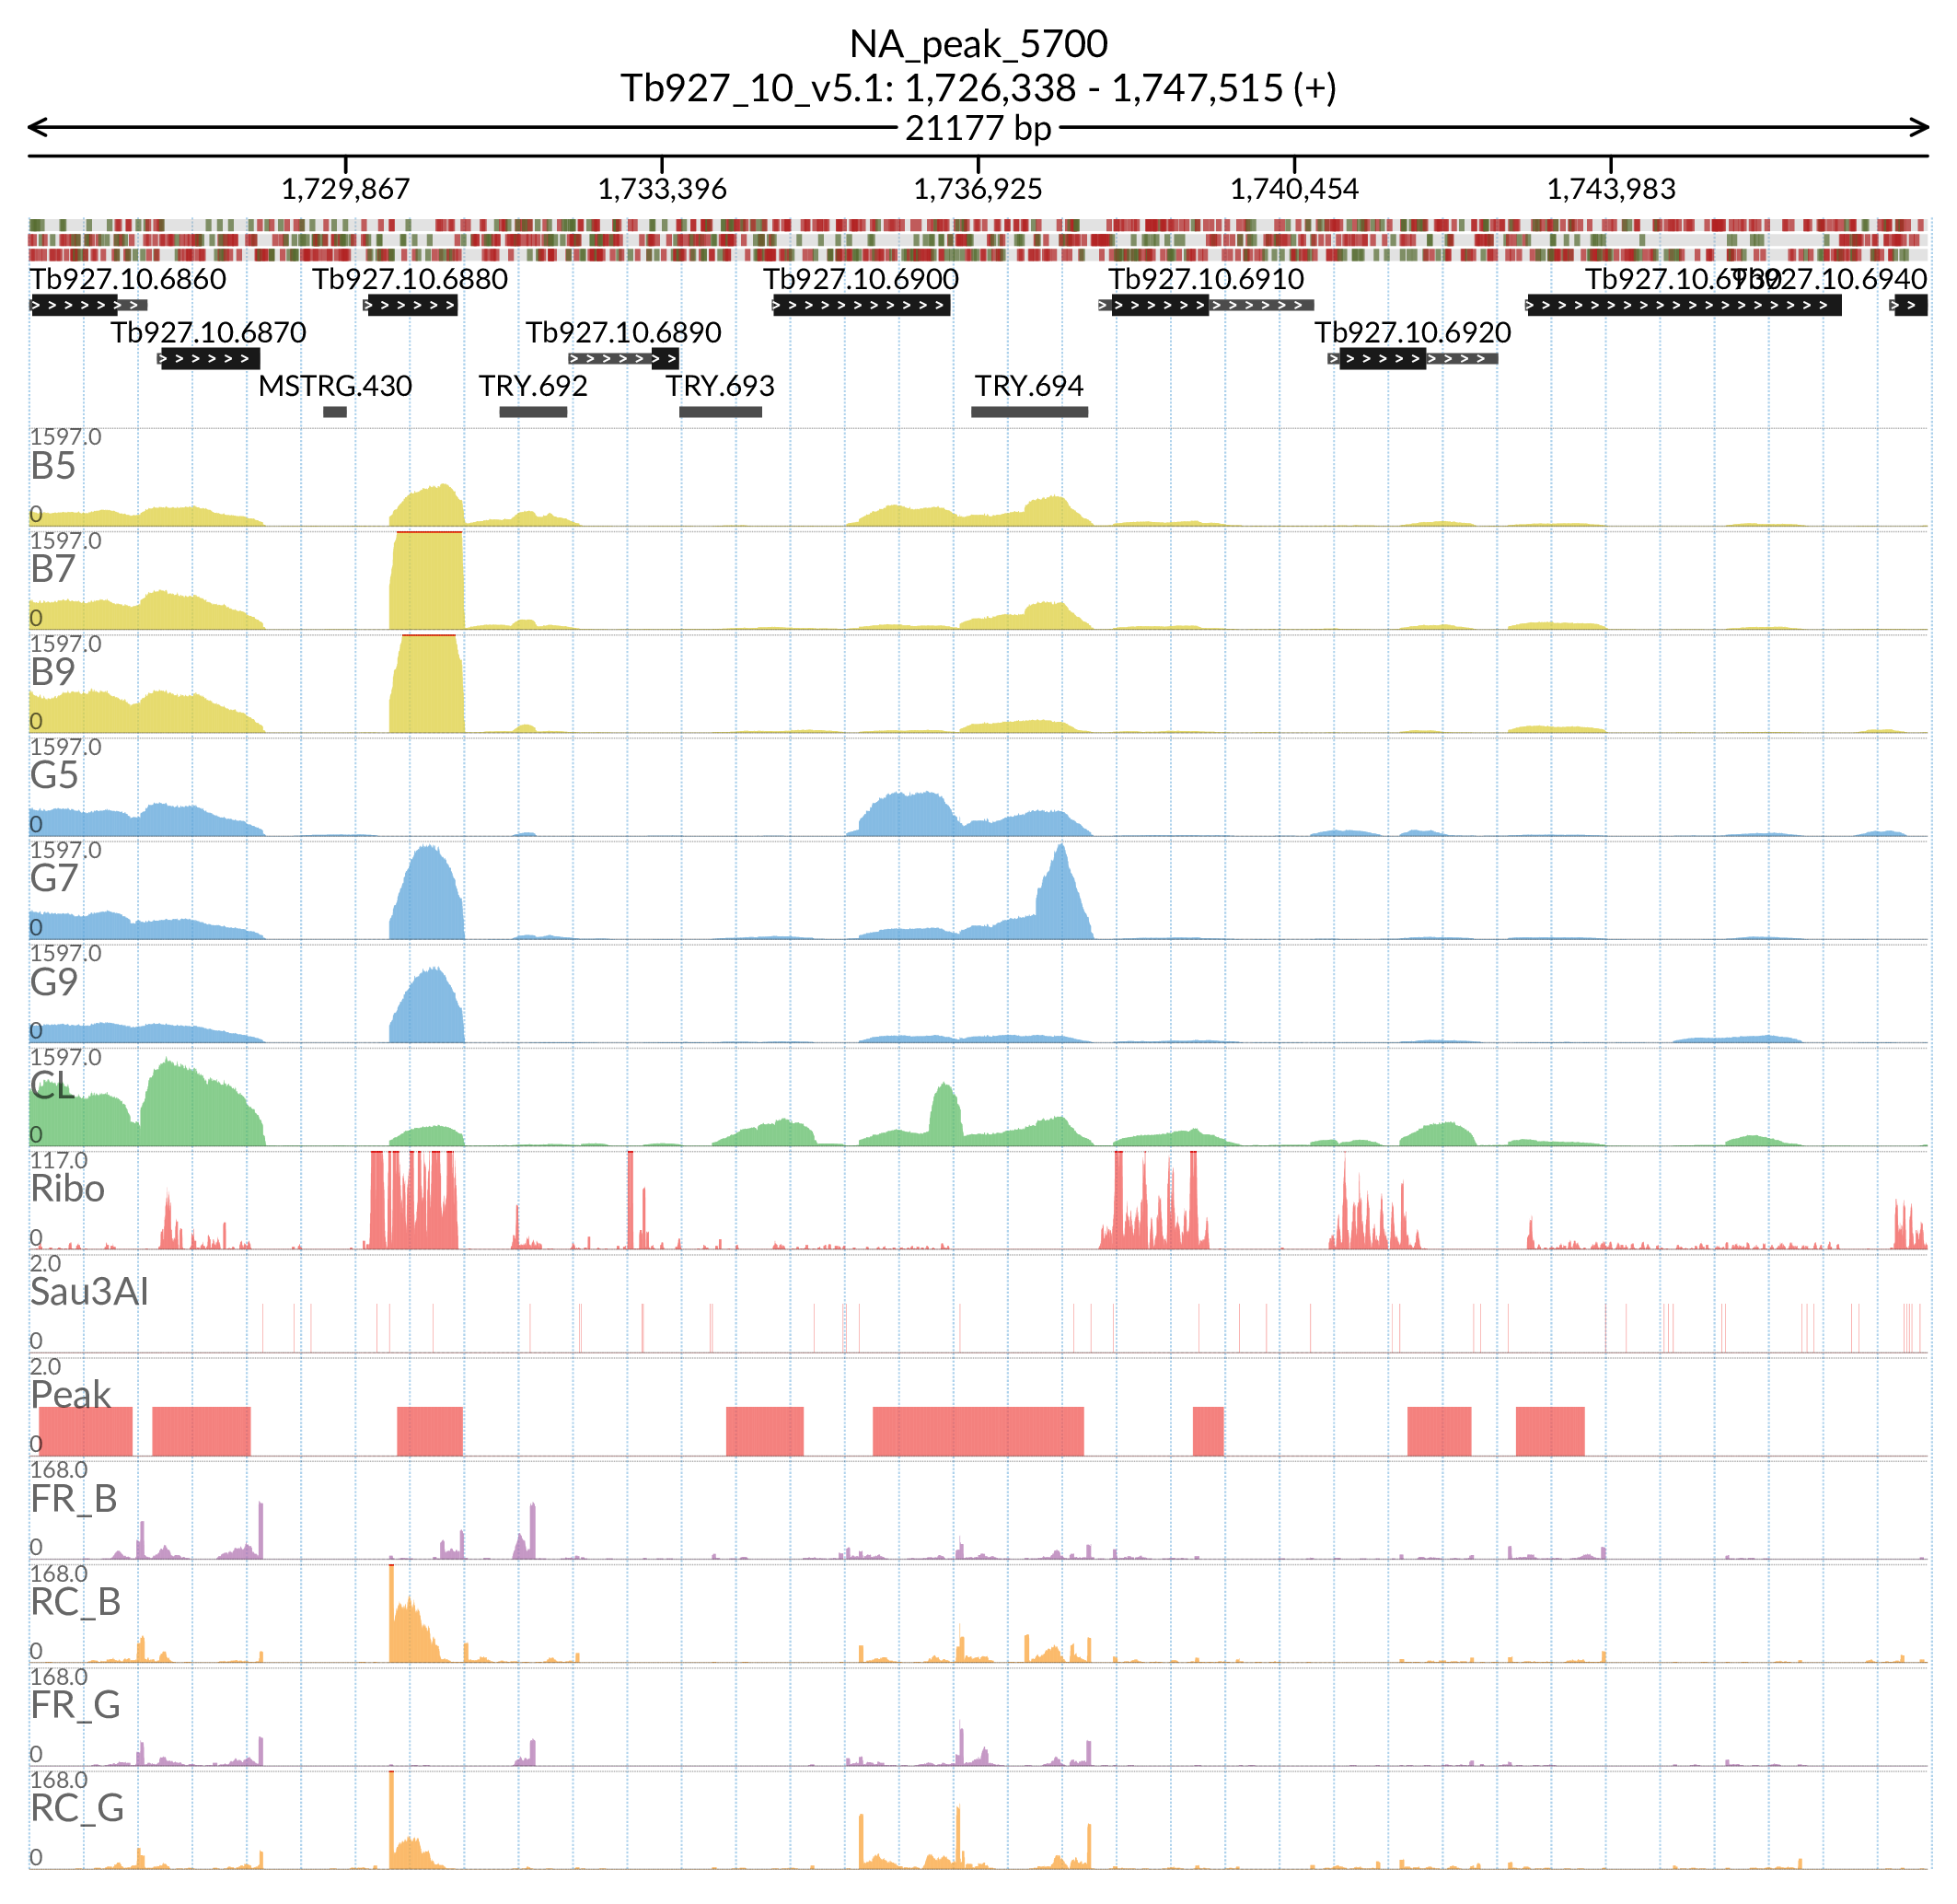 NA_peak_5700
Tb927_10_v5.1: 1,726,338 - 1,747,515 (+)
21177 bp
1,729,867 1,733,396 1,736,925 1,740,454 1,743,983
Tb927.10.6860 Tb927.10.6880 Tb927.10.6900 Tb927.10.6910 Tb927.10.6930 Tb927.10.6940
Tb927.10.6870 Tb927.10.6890 Tb927.10.6920
MSTRG.430 TRY.692 TRY.693 TRY.694
1597.0
B5
0
1597.0
B7
0
1597.0
B9
0
1597.0
G5
0
1597.0
G7
0
1597.0
G9
0
1597.0
CL
0
117.0
Ribo
0
2.0
Sau3AI
0
2.0
Peak
0
168.0
FR_B
0
168.0
RC_B
0
168.0
FR_G
0
168.0
RC_G
0